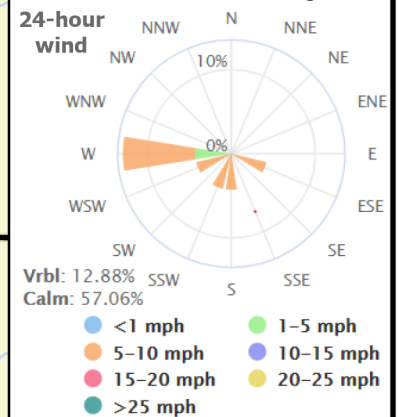 24-hour
wind
N
NNW
NNE
NW
NE
10%
WNW
ENE
0%
W
E
WSW
ESE
SW
SE
Vrbl: 12.88%
SSW
SSE
Calm: 57.06%
S
<1 mph
1-5 mph
5-10 mph
10-15 mph
15-20 mph
20-25 mph
>25 mph